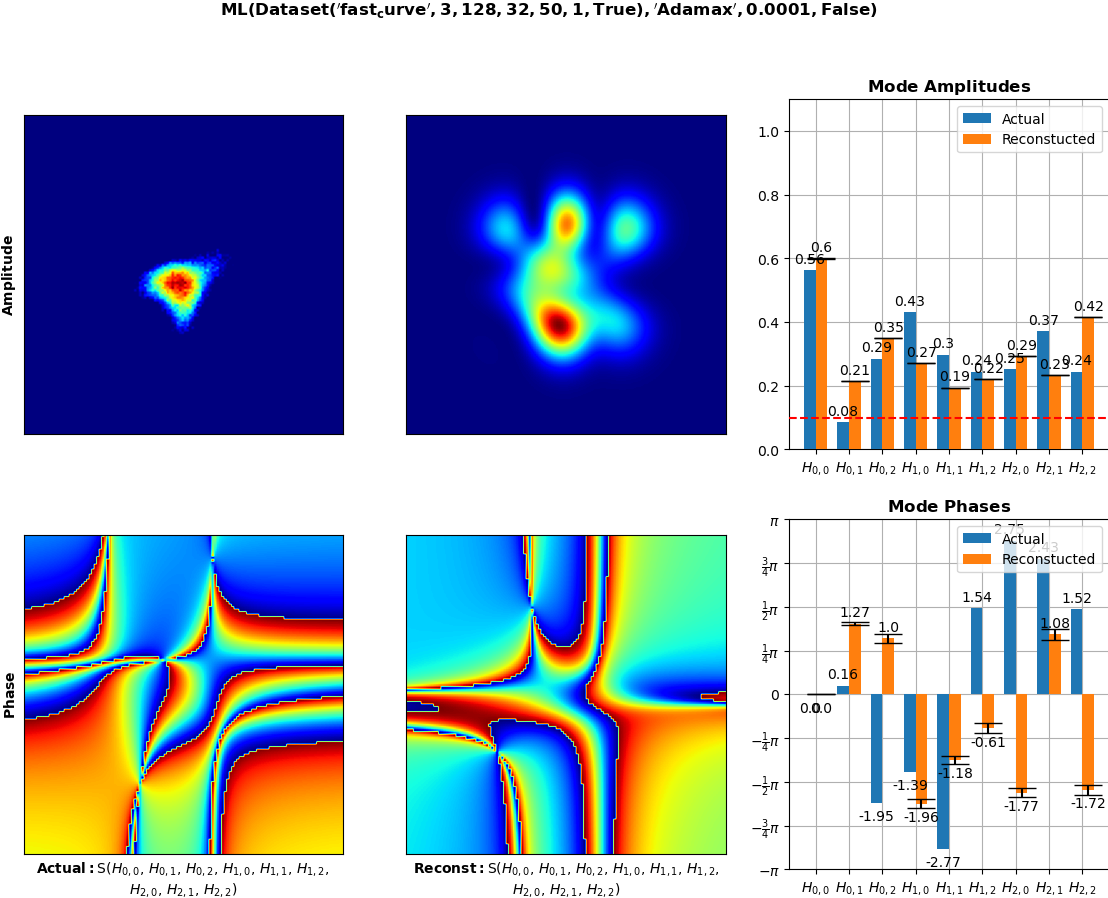 ML(Dataset('fast_curve', 3, 128, 32, 50, 1, True), 'Adamax', 0.0001, False)
Amplitude
Mode Amplitudes
Actual
Reconstucted
1.0
0.8
0.6
0.4
0.2
0.0
0.56 0.6
0.08 0.21
0.29 0.35
0.43 0.27
0.3 0.19
0.24 0.22
0.25 0.29
0.37 0.23
0.24 0.42
H0,0 H0,1 H0,2 H1,0 H1,1 H1,2 H2,0 H2,1 H2,2
Phase
Actual: S(H0,0, H0,1, H0,2, H1,0, H1,1, H1,2,
H2,0, H2,1, H2,2)
Reconst: S(H0,0, H0,1, H0,2, H1,0, H1,1, H1,2,
H2,0, H2,1, H2,2)
Mode Phases
Actual
Reconstucted
π
3/4π
1/2π
1/4π
0
−1/4π
−1/2π
−3/4π
−π
0.0 0.0
0.16 1.27
-1.95 1.0
-1.39 -1.96
-2.77 -1.18
1.54 -0.61
2.75 -1.77
2.43 1.08
1.52 -1.72
H0,0 H0,1 H0,2 H1,0 H1,1 H1,2 H2,0 H2,1 H2,2